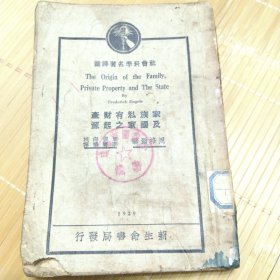 譯翻著名學科會社
The Origin of the Family,
Private Property and The State
By
Frederick Engels
產財有私族家
源起之家國及
1929
行發局書命生新